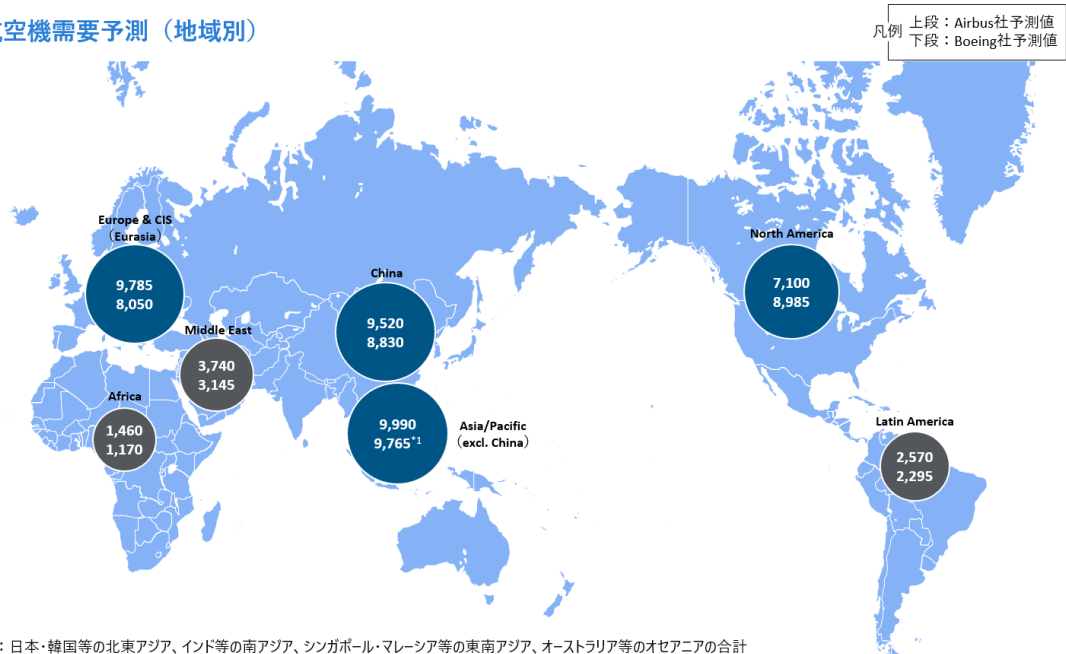 空機需要予測（地域別）
凡例
上段：Airbus社予測値
下段：Boeing社予測値
Europe & CIS
（Eurasia）
9,785
8,050
China
9,520
8,830
North America
7,100
8,985
Middle East
3,740
3,145
Africa
1,460
1,170
Asia/Pacific
（excl. China）
9,990
9,765*1
Latin America
2,570
2,295
：日本・韓国等の北東アジア、インド等の南アジア、シンガポール・マレーシア等の東南アジア、オーストラリア等のオセアニアの合計